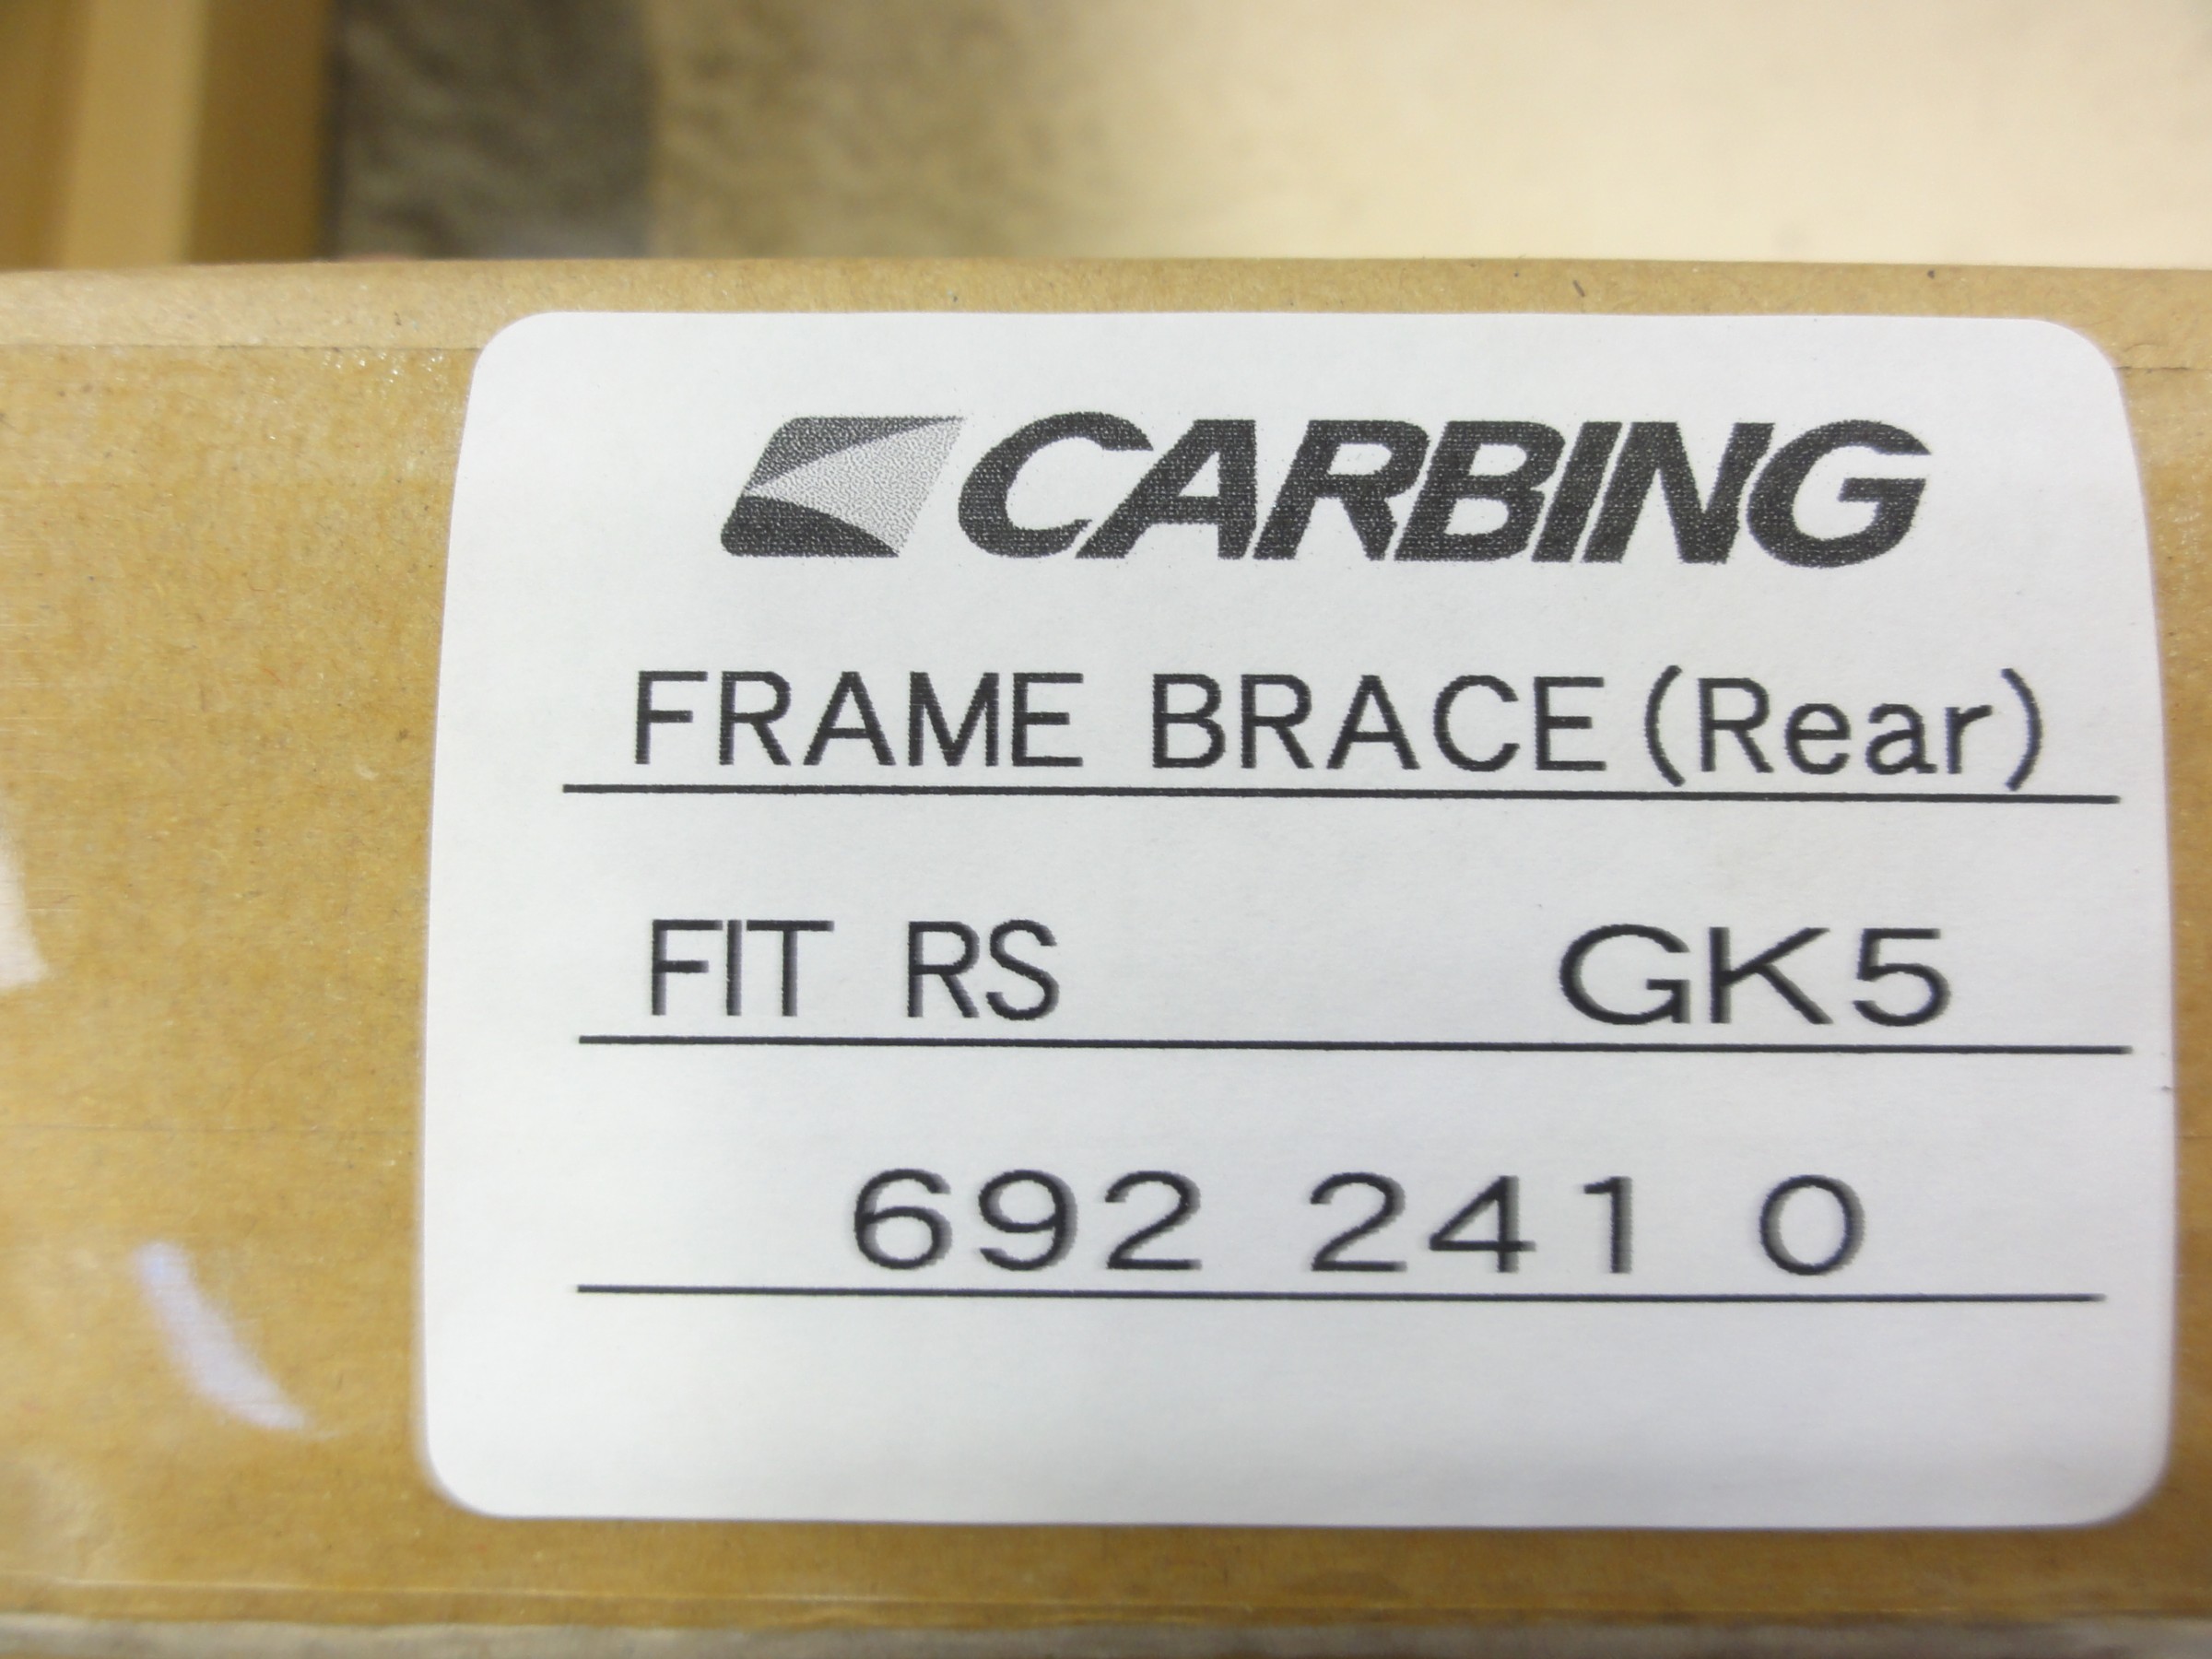 CARBING
FRAME BRACE(Rear)
FIT RS GK5
692 241 0